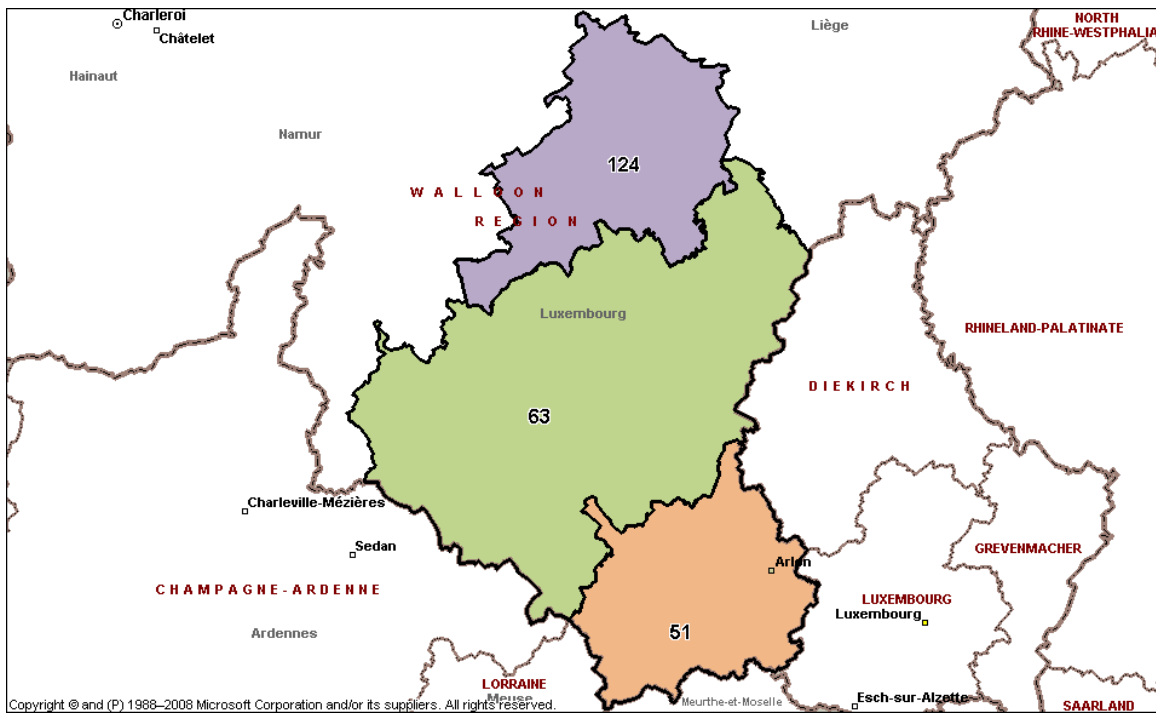 Charleroi
Châtelet
Liège
NORTH
RHINE-WESTPHALIA
Hainaut
Namur
124
WALLOON
REGION
Luxembourg
RHINELAND-PALATINATE
DIEKIRCH
63
Charleville-Mézières
Sedan
GREVENMACHER
Arlon
CHAMPAGNE-ARDENNE
LUXEMBOURG
Luxembourg
Ardennes
51
LORRAINE
Meuse
Meurthe-et-Moselle
Esch-sur-Alzette
SAARLAND
Copyright © and (P) 1988–2008 Microsoft Corporation and/or its suppliers. All rights reserved.